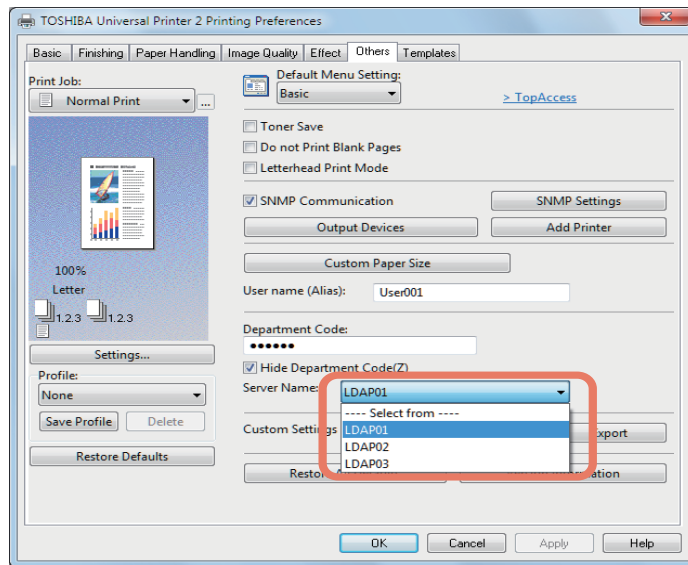 TOSHIBA Universal Printer 2 Printing Preferences
Basic Finishing Paper Handling Image Quality Effect Others Templates
Print Job:
Normal Print
...
100%
Letter
1.2.3 1.2.3
Settings...
Profile:
None
Save Profile Delete
Restore Defaults
Default Menu Setting:
Basic
> TopAccess
Toner Save
Do not Print Blank Pages
Letterhead Print Mode
SNMP Communication SNMP Settings
Output Devices Add Printer
Custom Paper Size
User name (Alias): User001
Department Code:
●●●●●●
Hide Department Code(Z)
Server Name: LDAP01
---- Select from ----
LDAP01
LDAP02
LDAP03
Custom Settings
OK Cancel Apply Help